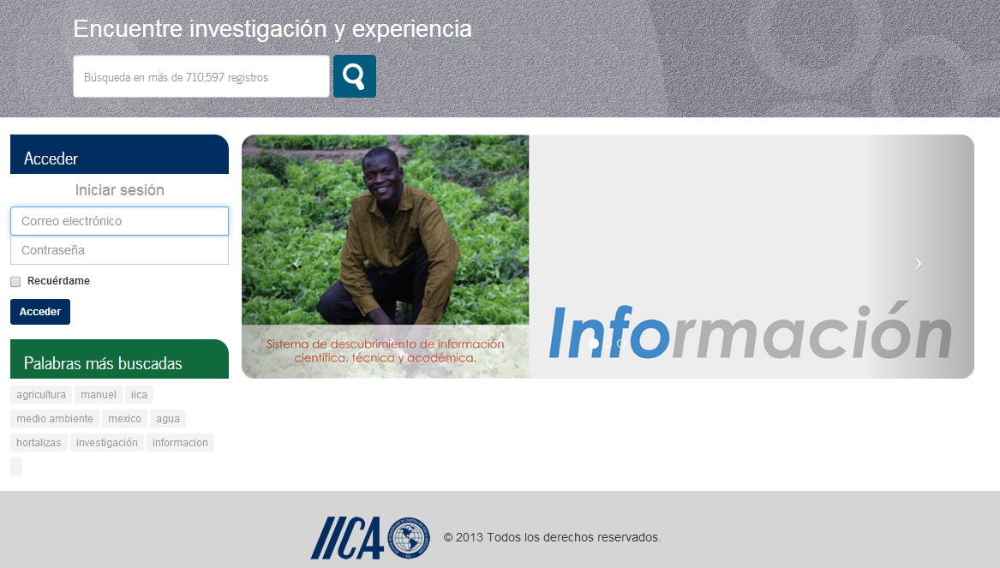 Encuentre investigación y experiencia
Búsqueda en más de 710,597 registros
Acceder
Iniciar sesión
Correo electrónico
Contraseña
Recuérdame
Acceder
Palabras más buscadas
agricultura manuel iica
medio ambiente mexico agua
hortalizas investigación informacion
Sistema de descubrimiento de información
científica, técnica y académica.
Información
IICA
© 2013 Todos los derechos reservados.